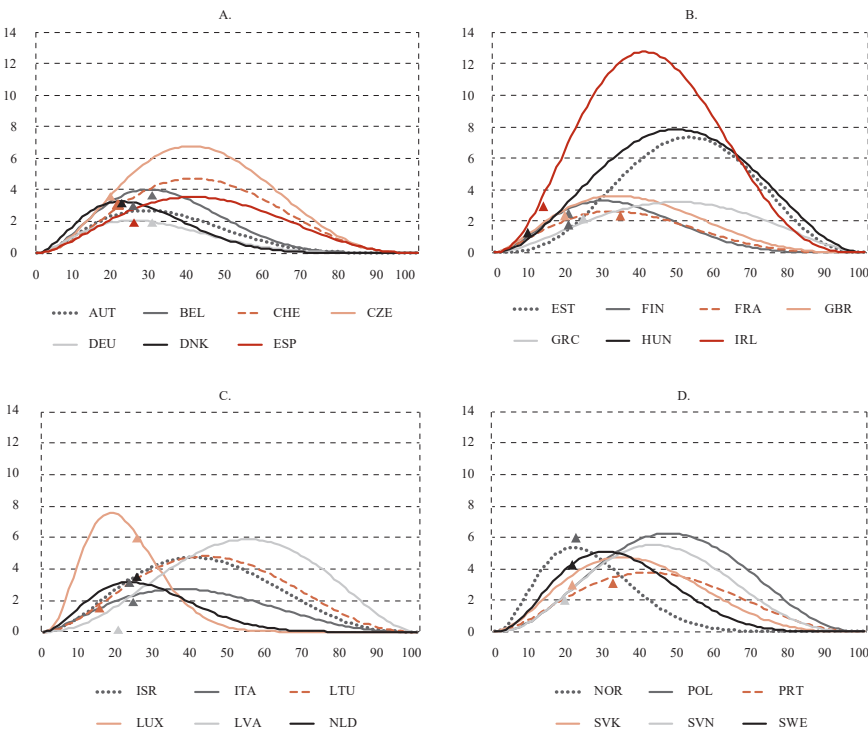 A.
14
12
10
8
6
4
2
0
0 10 20 30 40 50 60 70 80 90 100
AUT BEL CHE CZE
DEU DNK ESP
B.
14
12
10
8
6
4
2
0
0 10 20 30 40 50 60 70 80 90 100
EST FIN FRA GBR
GRC HUN IRL
C.
14
12
10
8
6
4
2
0
0 10 20 30 40 50 60 70 80 90 100
ISR ITA LTU
LUX LVA NLD
D.
14
12
10
8
6
4
2
0
0 10 20 30 40 50 60 70 80 90 100
NOR POL PRT
SVK SVN SWE